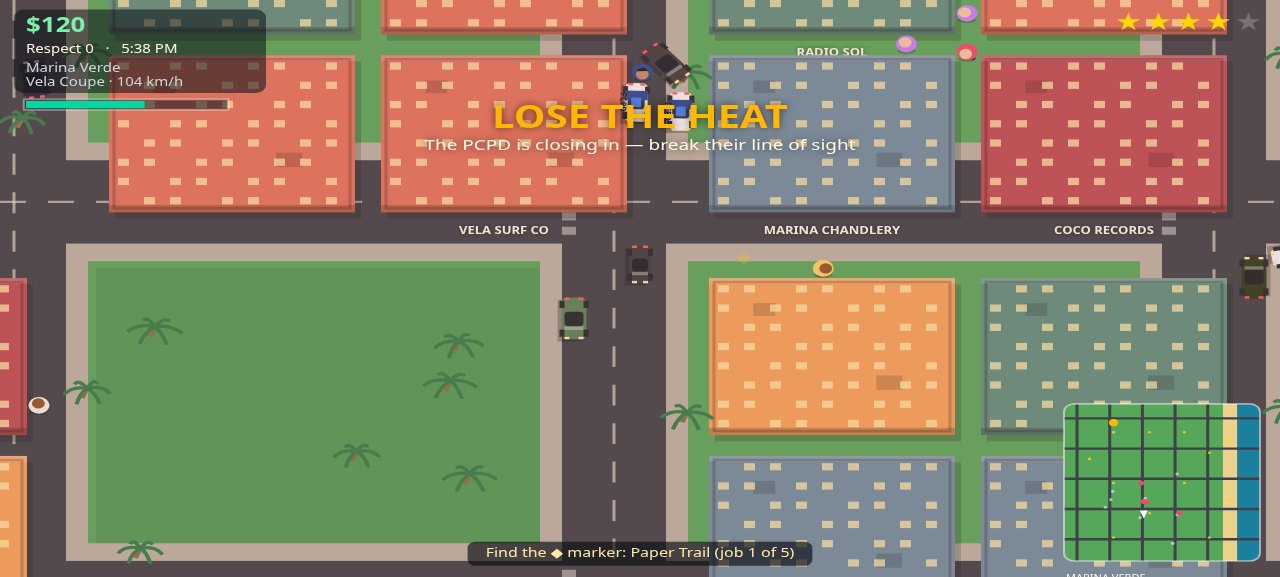 $120
Respect 0 · 5:38 PM
Marina Verde
Vela Coupe · 104 km/h
RADIO SOL
LOSE THE HEAT
The PCPD is closing in — break their line of sight
VELA SURF CO
MARINA CHANDLERY
COCO RECORDS
Find the ◆ marker: Paper Trail (job 1 of 5)
MARINA VERDE